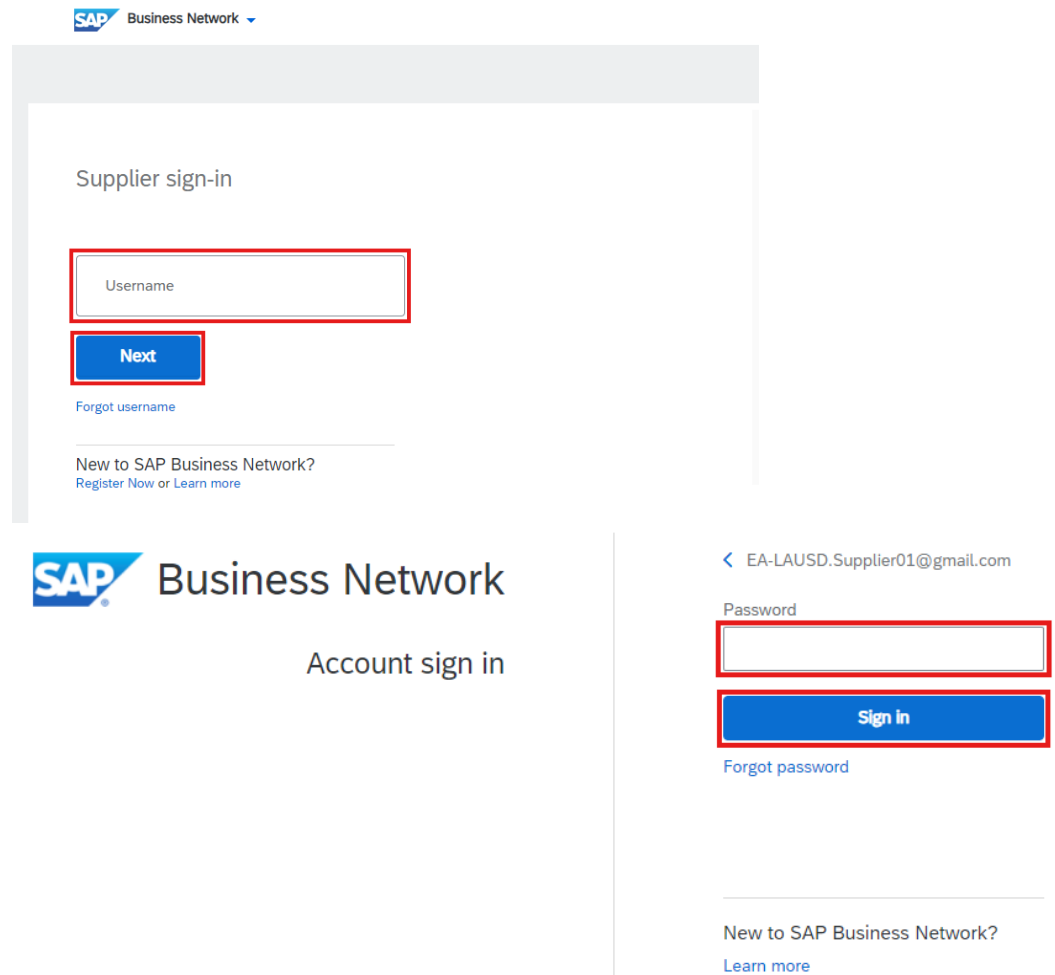 SAP Business Network
Supplier sign-in
Username
Next
Forgot username
New to SAP Business Network?
Register Now or Learn more
SAP® Business Network
Account sign in
EA-LAUSD.Supplier01@gmail.com
Password
Sign in
Forgot password
New to SAP Business Network?
Learn more